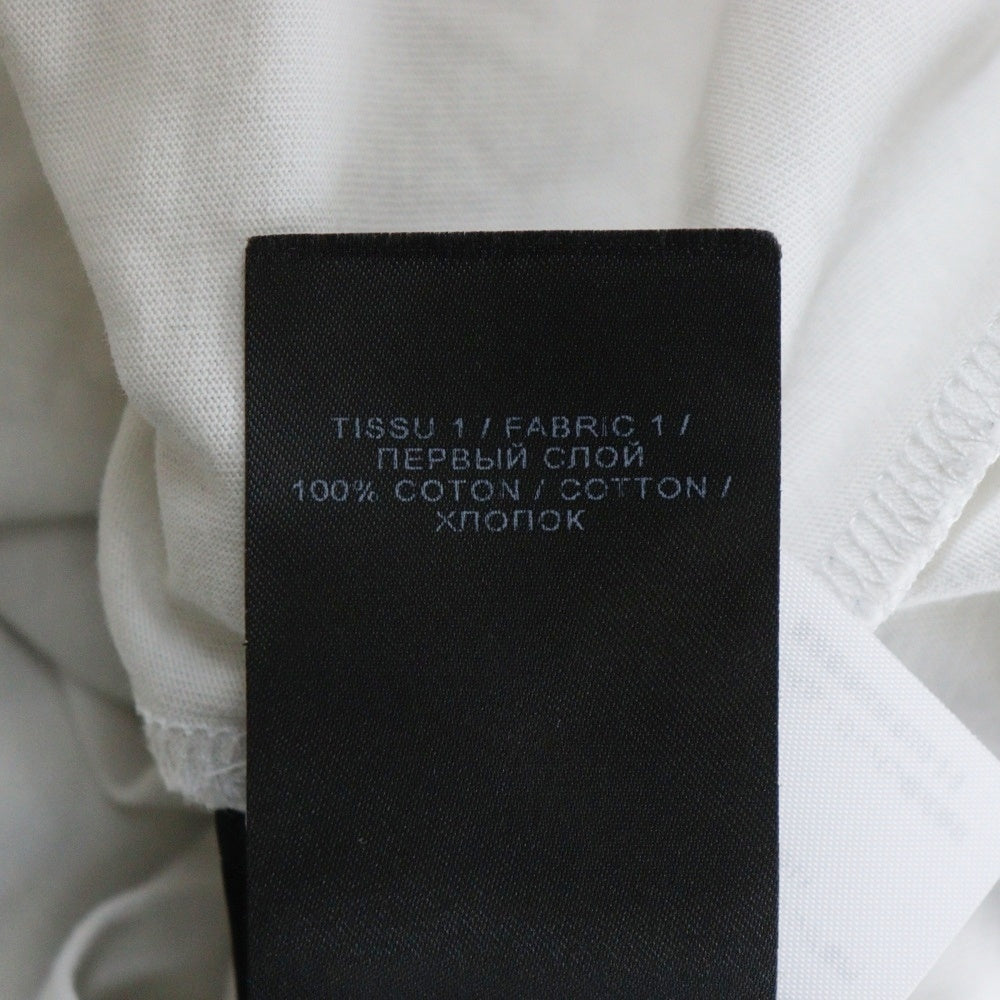 TISSU 1 / FABRIC 1 /
ПЕРВЫЙ СЛОЙ
100% COTON / COTTON /
ХЛОПОК